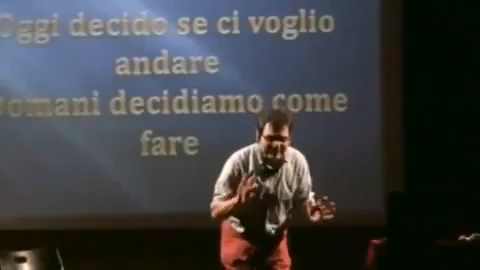 Oggi decido se ci voglio
andare
Domani decidiamo come
fare